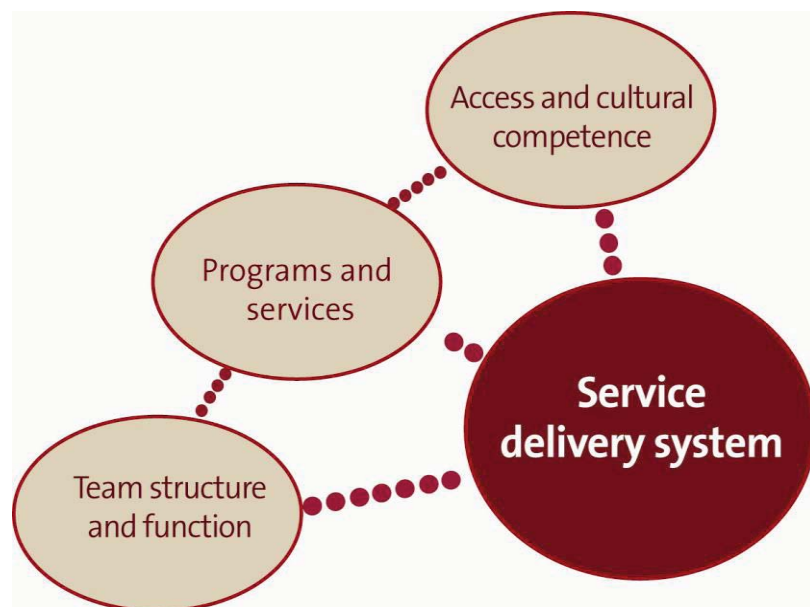 Access and cultural
competence
Programs and
services
Service
delivery system
Team structure
and function